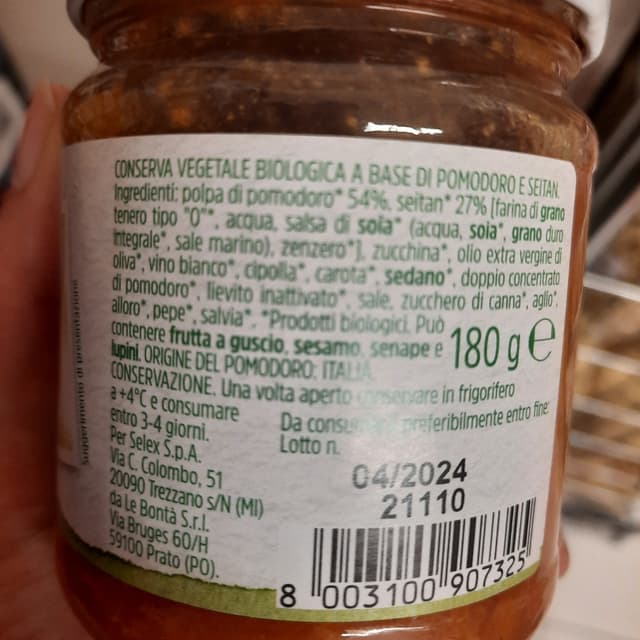 CONSERVA VEGETALE BIOLOGICA A BASE DI POMODORO E SEITAN.
Ingredienti: polpa di pomodoro* 54%, seitan* 27% [farina di grano
tenero tipo "0"*, acqua, salsa di soia* (acqua, soia*, grano duro
integrale*, sale marino), zenzero*], zucchina*, olio extra vergine di
oliva*, vino bianco*, cipolla*, carota*, sedano*, doppio concentrato
di pomodoro*, lievito inattivato*, sale, zucchero di canna*, aglio*,
alloro*, pepe*, salvia*. *Prodotti biologici. Può
contenere frutta a guscio, sesamo, senape e
lupini. ORIGINE DEL POMODORO: ITALIA
180 g e
CONSERVAZIONE. Una volta aperto conservare in frigorifero
a +4°C e consumare
entro 3-4 giorni.
Per Selex S.p.A.
Via C. Colombo, 51
20090 Trezzano S/N (MI)
da Le Bontà S.r.l.
Via Bruges 60/H
59100 Prato (PO).
Da consumarsi preferibilmente entro fine:
Lotto n.
04/2024
21110
8 003100 907325
Suggerimento di presentazione